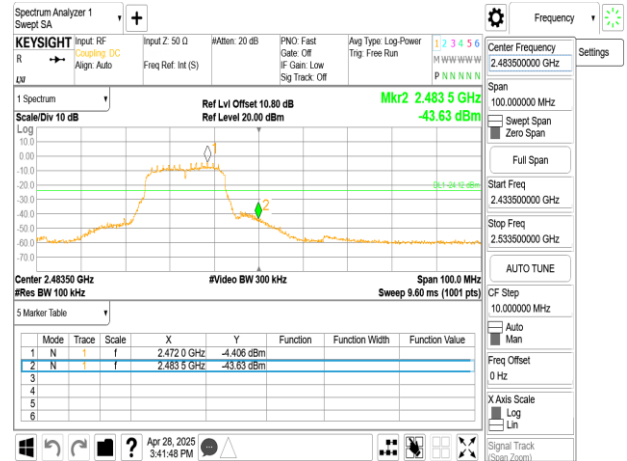 Spectrum Analyzer 1
Swept SA
Frequency
KEYSIGHT
R
Input: RF
Coupling: DC
Align: Auto
Input Z: 50 Ω
Freq Ref: Int (S)
#Atten: 20 dB
PNO: Fast
Gate: Off
IF Gain: Low
Sig Track: Off
Avg Type: Log-Power
Trig: Free Run
1 2 3 4 5 6
M W W W W W
P N N N N N
Center Frequency
2.483500000 GHz
Settings
Span
100.000000 MHz
Swept Span
Zero Span
Full Span
Start Freq
2.433500000 GHz
Stop Freq
2.533500000 GHz
AUTO TUNE
CF Step
10.000000 MHz
Auto
Man
Freq Offset
0 Hz
X Axis Scale
Log
Lin
Signal Track
(Span Zoom)
1 Spectrum
Scale/Div 10 dB
Ref Lvl Offset 10.80 dB
Ref Level 20.00 dBm
Mkr2 2.483 5 GHz
-43.63 dBm
Log
10.0
0.00
-10.0
-20.0
-30.0
-40.0
-50.0
-60.0
-70.0
1
2
DL1 -24.12 dBm
Center 2.48350 GHz
#Res BW 100 kHz
#Video BW 300 kHz
Span 100.0 MHz
Sweep 9.60 ms (1001 pts)
5 Marker Table
Mode Trace Scale X Y Function Function Width Function Value
1 N 1 f 2.472 0 GHz -4.406 dBm
2 N 1 f 2.483 5 GHz -43.63 dBm
3
4
5
6
?
Apr 28, 2025
3:41:48 PM